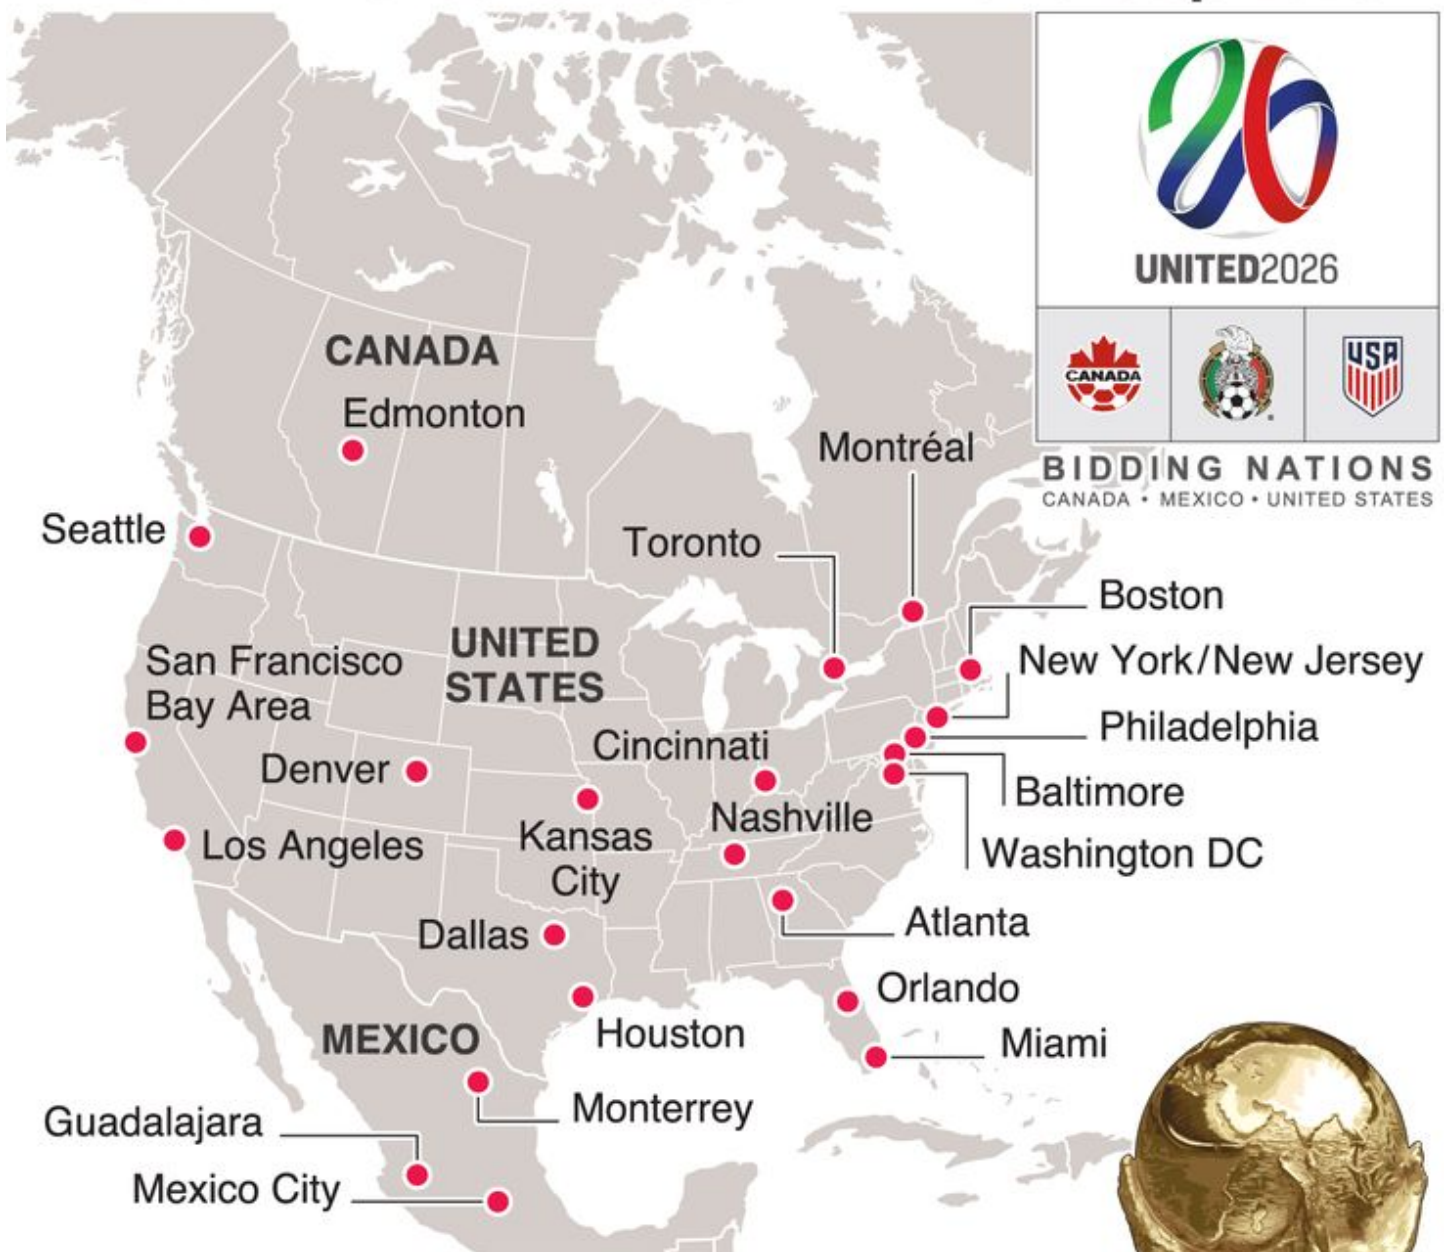 UNITED2026
CANADA
USA
BIDDING NATIONS
CANADA • MEXICO • UNITED STATES
CANADA
Edmonton
Montréal
Seattle
Toronto
Boston
UNITED
STATES
San Francisco
Bay Area
New York/New Jersey
Philadelphia
Cincinnati
Denver
Baltimore
Nashville
Kansas
City
Los Angeles
Washington DC
Dallas
Atlanta
Orlando
Houston
MEXICO
Miami
Monterrey
Guadalajara
Mexico City